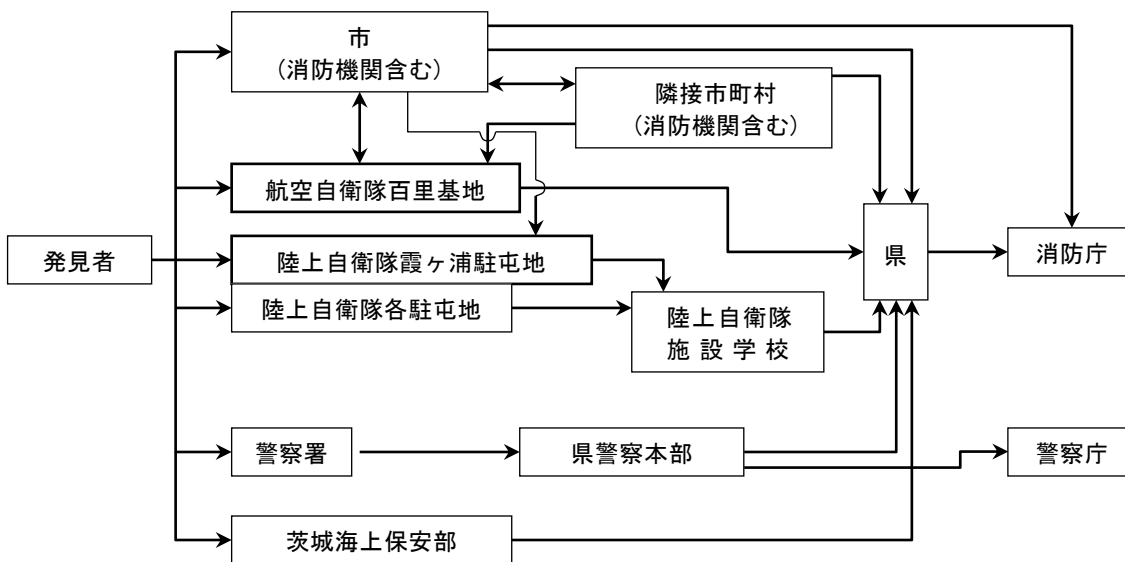 市
（消防機関含む）
隣接市町村
（消防機関含む）
航空自衛隊百里基地
発見者
陸上自衛隊霞ヶ浦駐屯地
県
消防庁
陸上自衛隊各駐屯地
陸上自衛隊
施 設 学 校
警察署
県警察本部
警察庁
茨城海上保安部